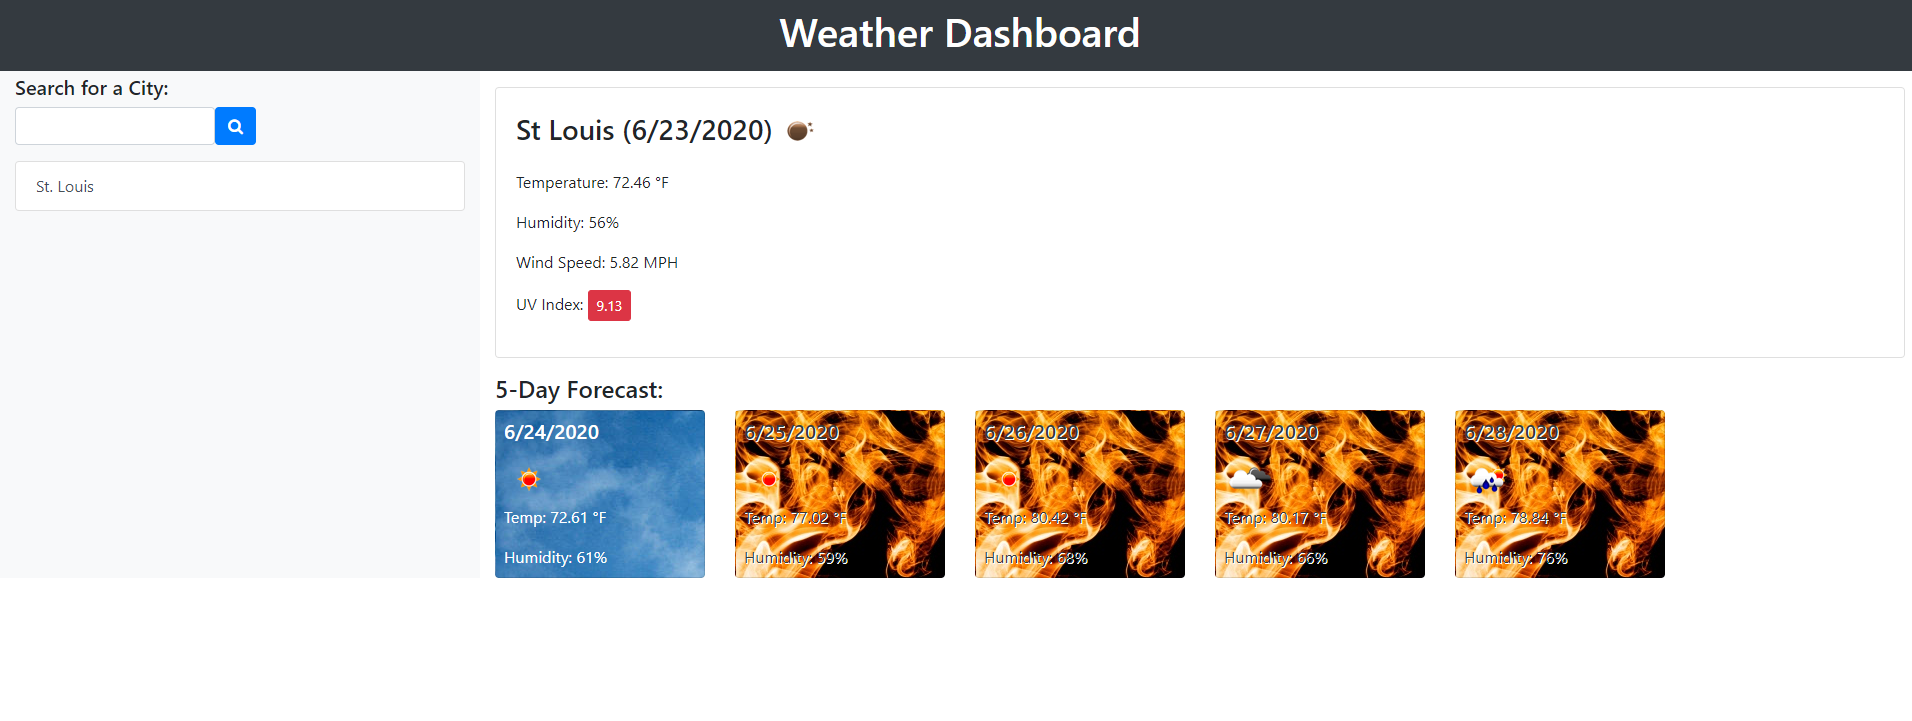 Weather Dashboard
Search for a City:
St. Louis
St Louis (6/23/2020)
Temperature: 72.46 °F
Humidity: 56%
Wind Speed: 5.82 MPH
UV Index: 9.13
5-Day Forecast:
6/24/2020
Temp: 72.61 °F
Humidity: 61%
6/25/2020
Temp: 77.02 °F
Humidity: 59%
6/26/2020
Temp: 80.42 °F
Humidity: 68%
6/27/2020
Temp: 80.17 °F
Humidity: 66%
6/28/2020
Temp: 78.84 °F
Humidity: 76%